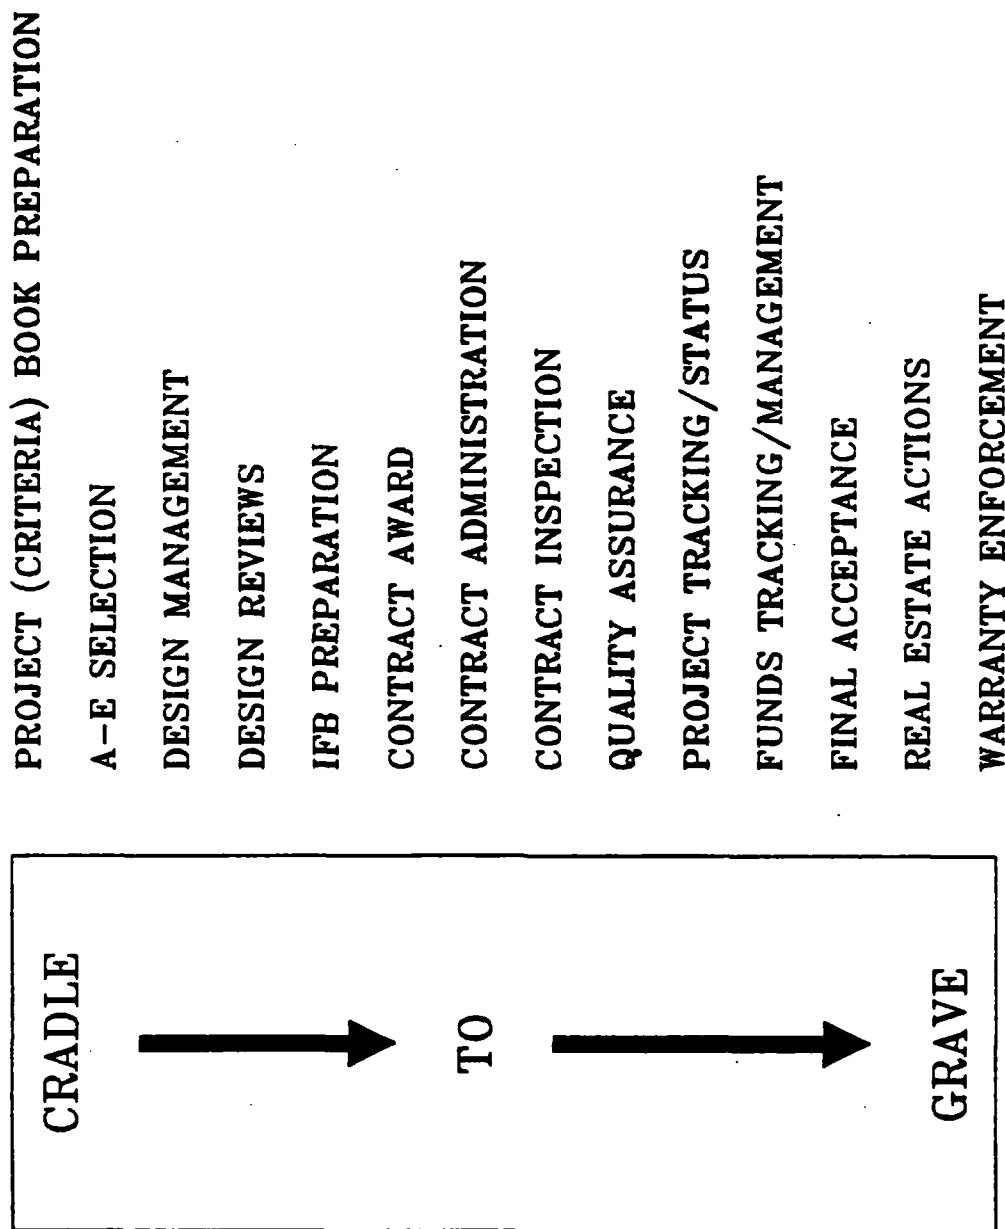 CRADLE
TO
GRAVE
PROJECT (CRITERIA) BOOK PREPARATION
A-E SELECTION
DESIGN MANAGEMENT
DESIGN REVIEWS
IFB PREPARATION
CONTRACT AWARD
CONTRACT ADMINISTRATION
CONTRACT INSPECTION
QUALITY ASSURANCE
PROJECT TRACKING/STATUS
FUNDS TRACKING/MANAGEMENT
FINAL ACCEPTANCE
REAL ESTATE ACTIONS
WARRANTY ENFORCEMENT